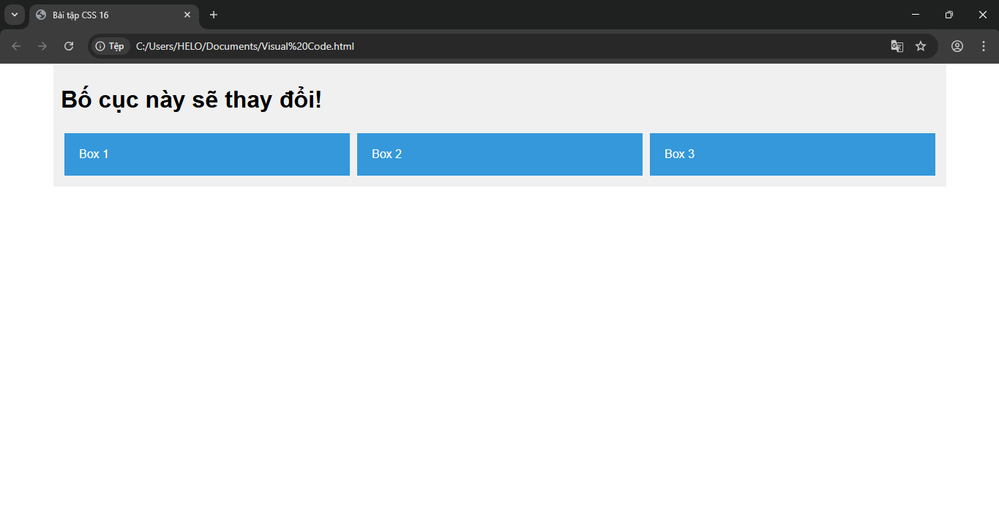 Bài tập CSS 16
Tệp C:/Users/HELO/Documents/Visual%20Code.html
Bố cục này sẽ thay đổi!
Box 1 Box 2 Box 3